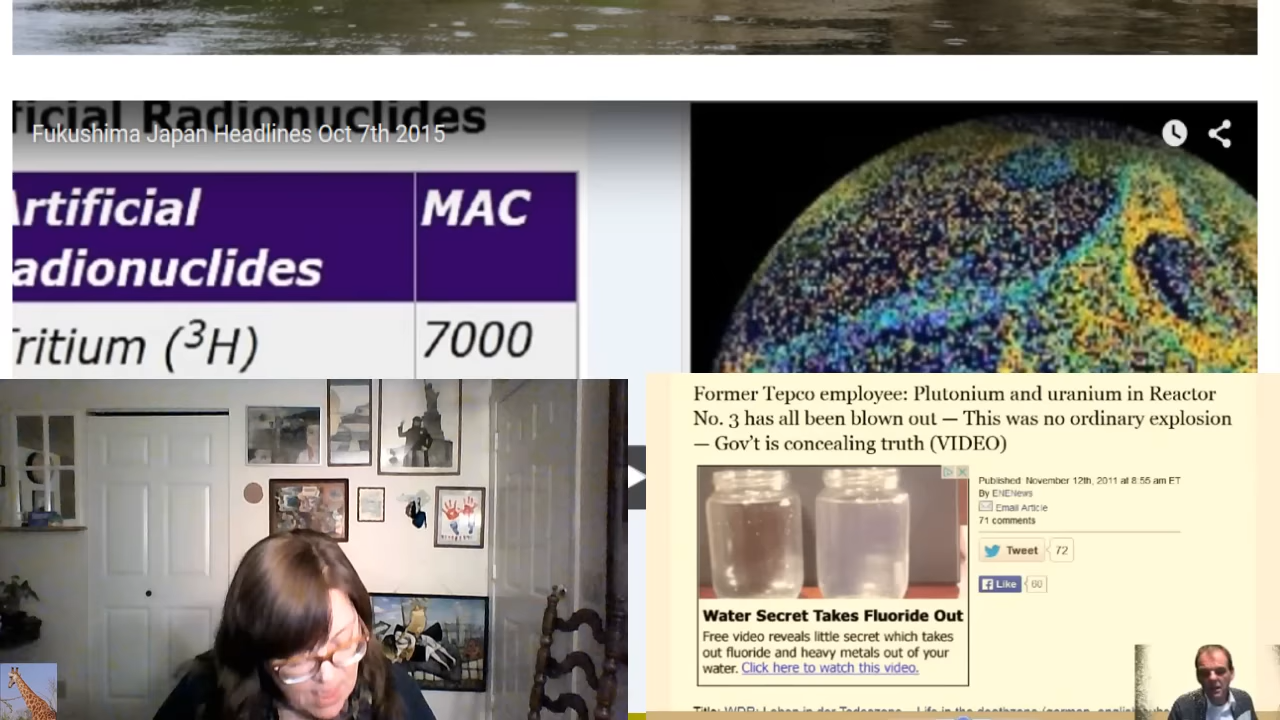 ficial Radionuclides
Fukushima Japan Headlines Oct 7th 2015
Artificial MAC
adionuclides
Tritium (³H) 7000
Former Tepco employee: Plutonium and uranium in Reactor
No. 3 has all been blown out — This was no ordinary explosion
— Gov't is concealing truth (VIDEO)
Published: November 12th, 2011 at 8:55 am ET
By ENENews
Email Article
71 comments
Tweet 72
Like 60
Water Secret Takes Fluoride Out
Free video reveals little secret which takes
out fluoride and heavy metals out of your
water. Click here to watch this video.